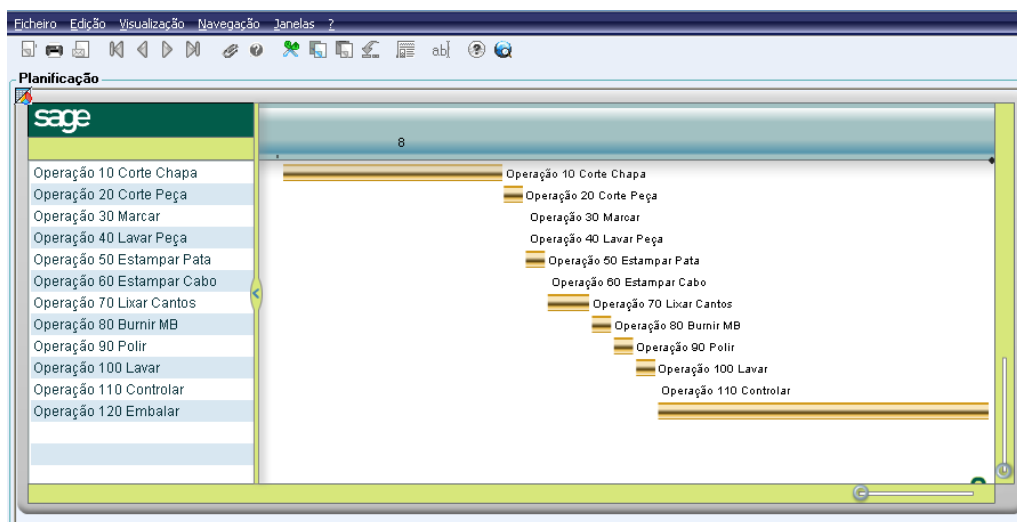 Ficheiro Edição Visualização Navegação Janelas ?
abl
Planificação
sage
8
Operação 10 Corte Chapa Operação 10 Corte Chapa
Operação 20 Corte Peça Operação 20 Corte Peça
Operação 30 Marcar Operação 30 Marcar
Operação 40 Lavar Peça Operação 40 Lavar Peça
Operação 50 Estampar Pata Operação 50 Estampar Pata
Operação 60 Estampar Cabo Operação 60 Estampar Cabo
Operação 70 Lixar Cantos Operação 70 Lixar Cantos
Operação 80 Burnir MB Operação 80 Burnir MB
Operação 90 Polir Operação 90 Polir
Operação 100 Lavar Operação 100 Lavar
Operação 110 Controlar Operação 110 Controlar
Operação 120 Embalar